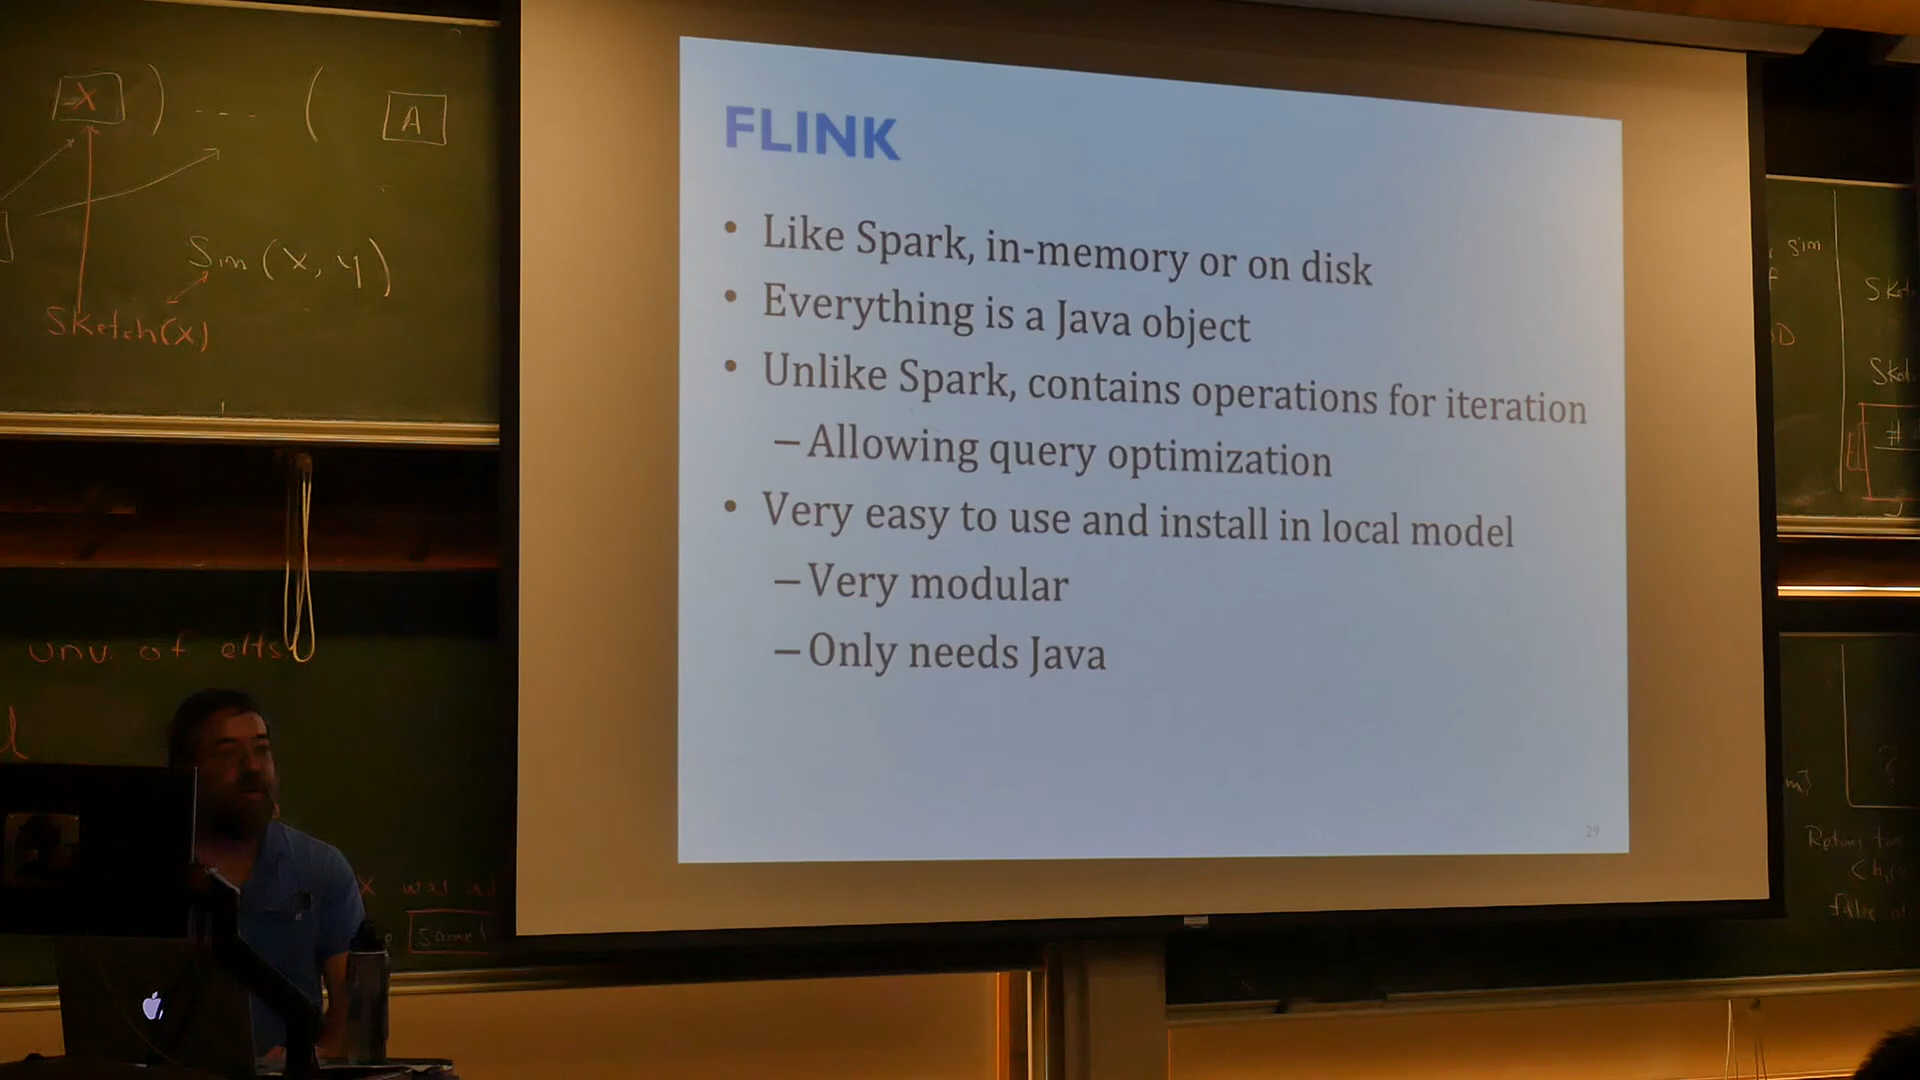 X ) --- ( A
Sim (x, y)
Sketch(x)
unv. of elts
FLINK
• Like Spark, in-memory or on disk
• Everything is a Java object
• Unlike Spark, contains operations for iteration
– Allowing query optimization
• Very easy to use and install in local model
– Very modular
– Only needs Java
29
X was
Sim
#
?